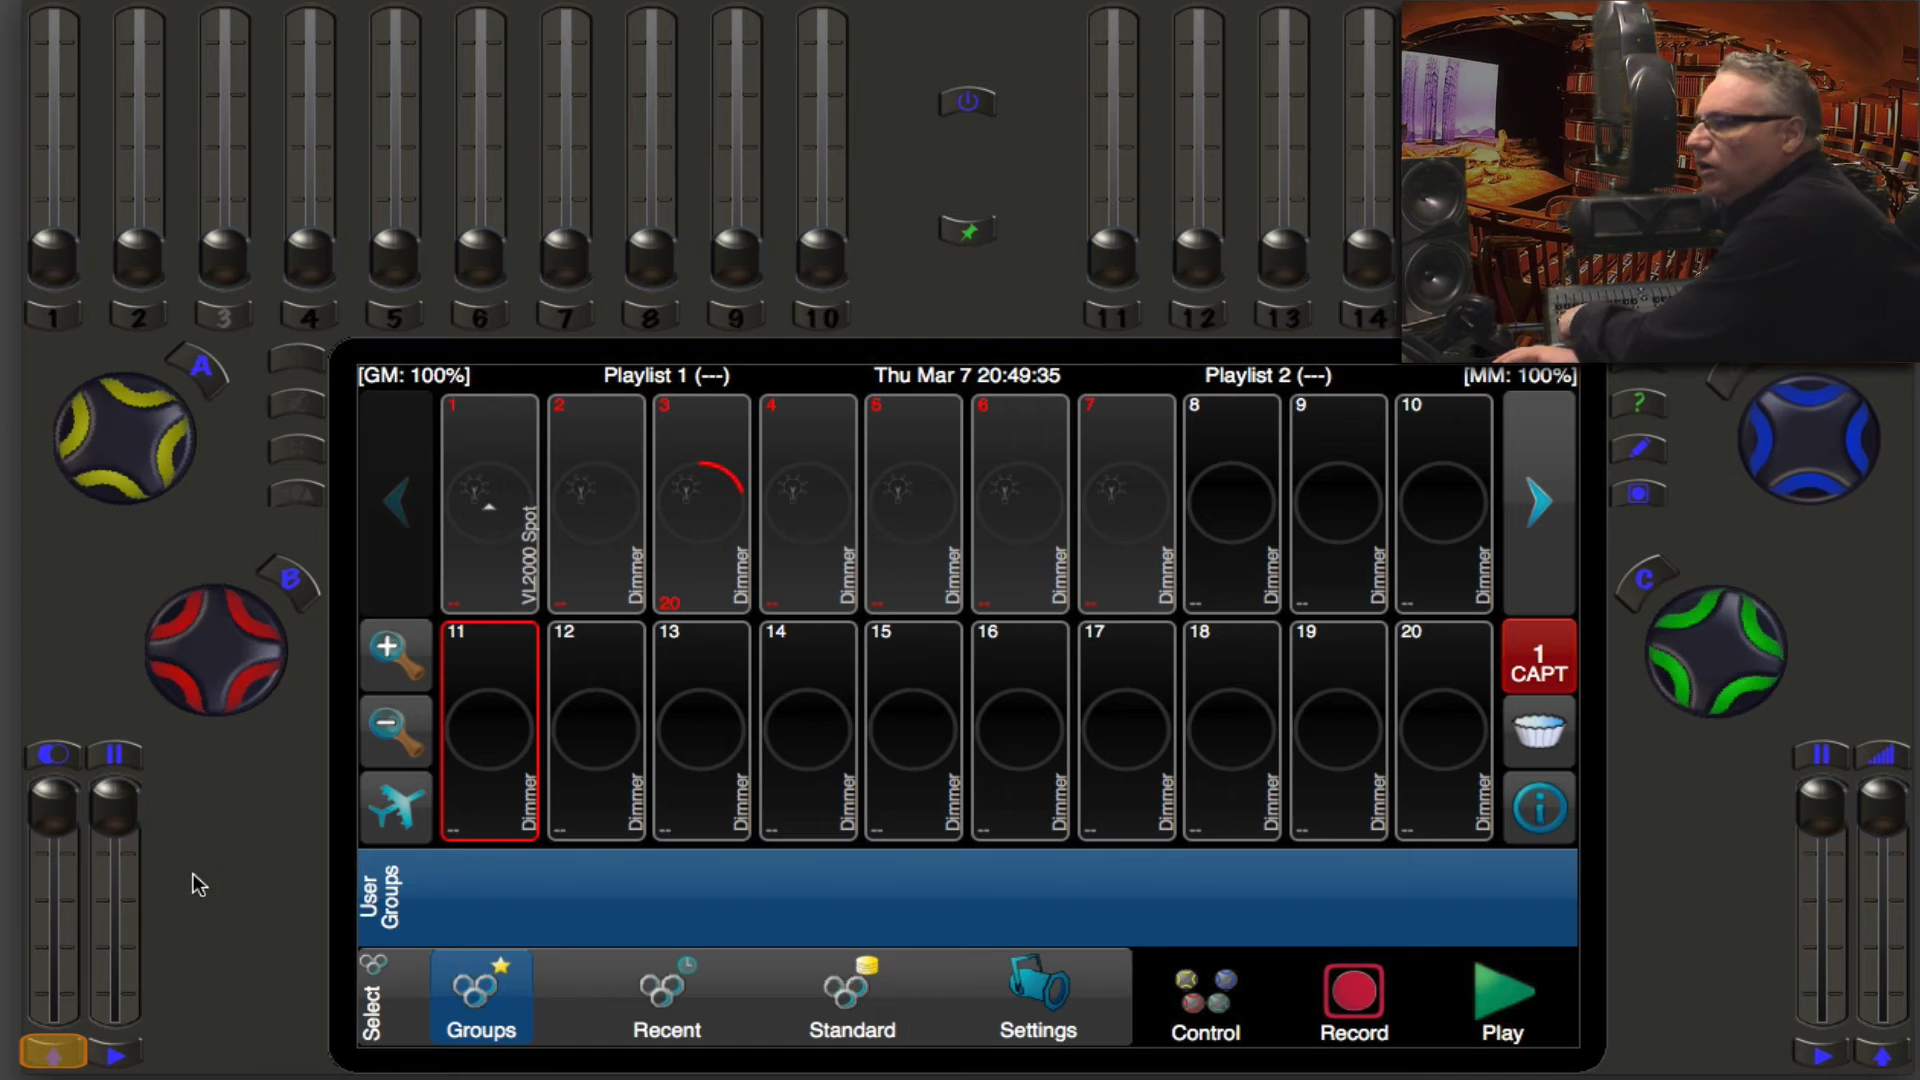 1 2 3 4 5 6 7 8 9 10 11 12 13 14
A
B
C
?
[GM: 100%] Playlist 1 (---) Thu Mar 7 20:49:35 Playlist 2 (---) [MM: 100%]
1 2 3 4 5 6 7 8 9 10
VL2000 Spot Dimmer Dimmer Dimmer Dimmer Dimmer Dimmer Dimmer Dimmer Dimmer
-- -- 20 -- -- -- -- -- -- --
11 12 13 14 15 16 17 18 19 20
Dimmer Dimmer Dimmer Dimmer Dimmer Dimmer Dimmer Dimmer Dimmer Dimmer
-- -- -- -- -- -- -- -- -- --
1
CAPT
User
Groups
Select
Groups Recent Standard Settings Control Record Play